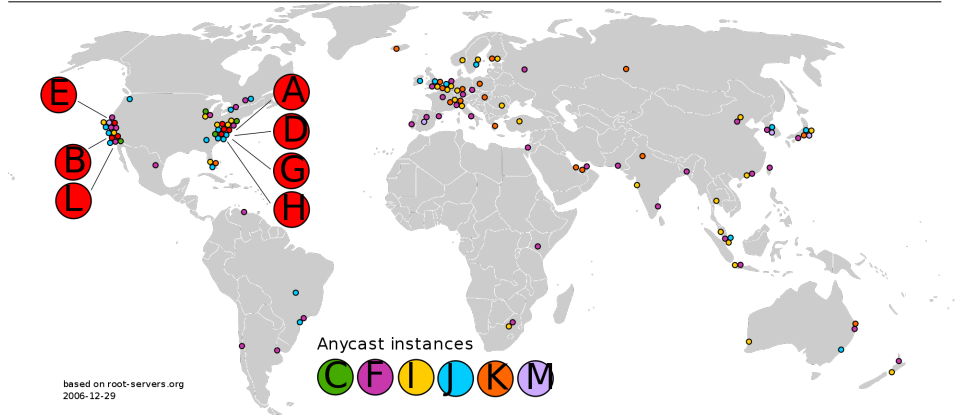 E
A
D
B
G
L
H
Anycast instances
C F I J K M
based on root-servers.org
2006-12-29